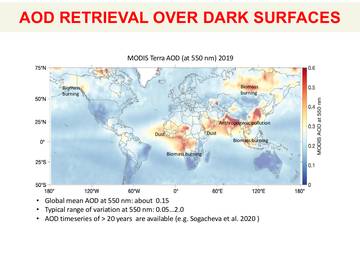 AOD RETRIEVAL OVER DARK SURFACES
MODIS Terra AOD (at 550 nm) 2019
75°N
50°N
25°N
0°
25°S
50°S
180°
120°W
60°W
0°
60°E
120°E
180°
Biomass
burning
Biomass
burning
Dust
Dust
Anthropogenic pollution
Biomass burning
Biomass burning
0.6
0.5
0.4
0.3
0.2
0.1
0
MODIS AOD at 550 nm
• Global mean AOD at 550 nm: about 0.15
• Typical range of variation at 550 nm: 0.05…2.0
• AOD timeseries of > 20 years are available (e.g. Sogacheva et al. 2020 )